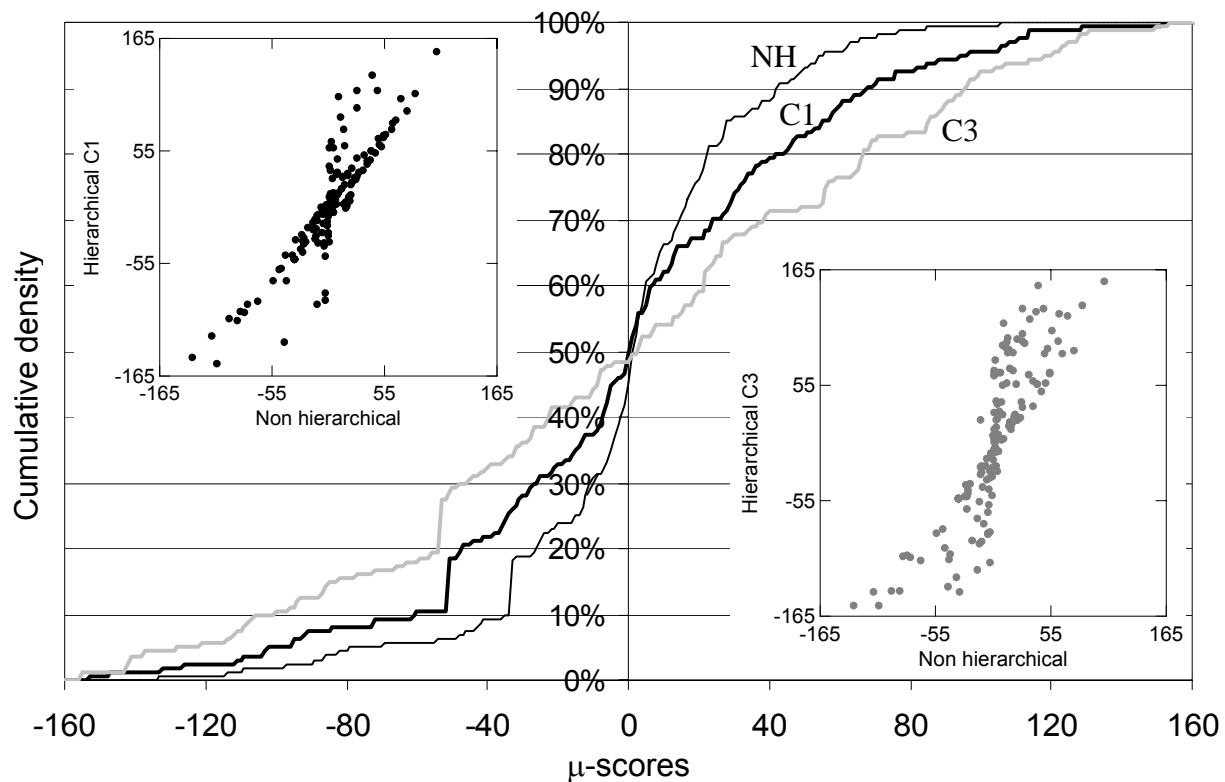 100%
90%
80%
70%
60%
50%
40%
30%
20%
10%
0%
Cumulative density
-160 -120 -80 -40 0 40 80 120 160
μ-scores
NH
C1
C3
165
55
-55
-165
Hierarchical C1
-165 -55 55 165
Non hierarchical
165
55
-55
-165
Hierarchical C3
-165 -55 55 165
Non hierarchical